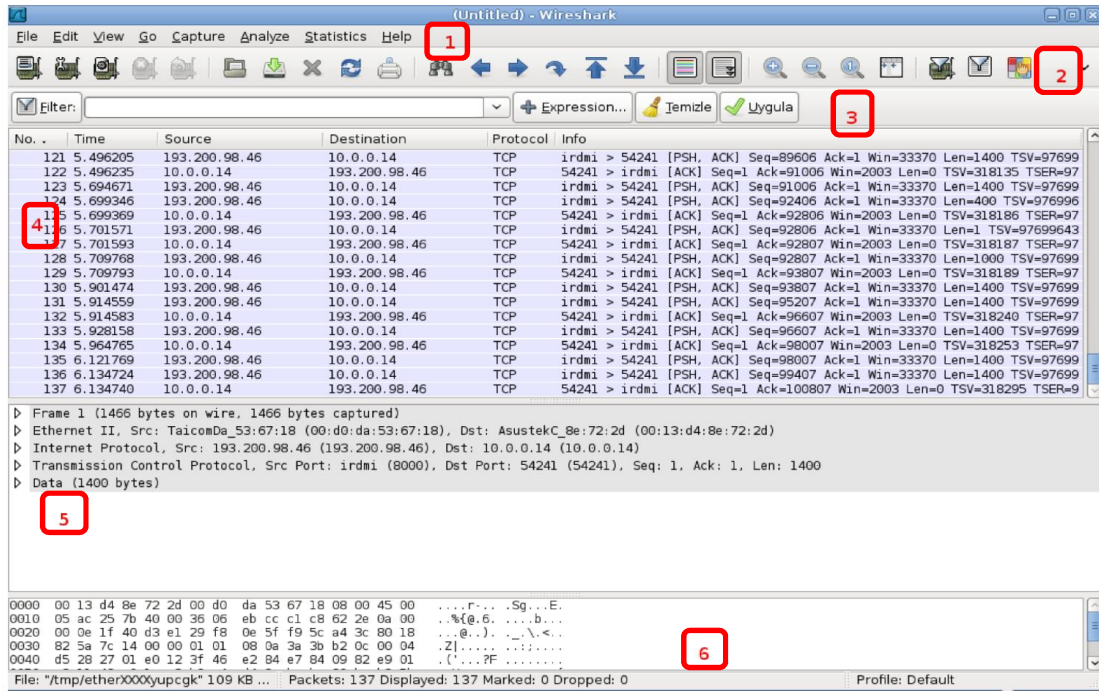 (Untitled) - Wireshark
File Edit View Go Capture Analyze Statistics Help
1
2
Filter: Expression... Temizle Uygula
3
No. . Time Source Destination Protocol Info
121 5.496205 193.200.98.46 10.0.0.14 TCP irdmi > 54241 [PSH, ACK] Seq=89606 Ack=1 Win=33370 Len=1400 TSV=97699
122 5.496235 10.0.0.14 193.200.98.46 TCP 54241 > irdmi [ACK] Seq=1 Ack=91006 Win=2003 Len=0 TSV=318135 TSER=97
123 5.694671 193.200.98.46 10.0.0.14 TCP irdmi > 54241 [PSH, ACK] Seq=91006 Ack=1 Win=33370 Len=1400 TSV=97699
124 5.699346 193.200.98.46 10.0.0.14 TCP irdmi > 54241 [PSH, ACK] Seq=92406 Ack=1 Win=33370 Len=400 TSV=976996
125 5.699369 10.0.0.14 193.200.98.46 TCP 54241 > irdmi [ACK] Seq=1 Ack=92806 Win=2003 Len=0 TSV=318186 TSER=97
4
126 5.701571 193.200.98.46 10.0.0.14 TCP irdmi > 54241 [PSH, ACK] Seq=92806 Ack=1 Win=33370 Len=1 TSV=97699643
127 5.701593 10.0.0.14 193.200.98.46 TCP 54241 > irdmi [ACK] Seq=1 Ack=92807 Win=2003 Len=0 TSV=318187 TSER=97
128 5.709768 193.200.98.46 10.0.0.14 TCP irdmi > 54241 [PSH, ACK] Seq=92807 Ack=1 Win=33370 Len=1000 TSV=97699
129 5.709793 10.0.0.14 193.200.98.46 TCP 54241 > irdmi [ACK] Seq=1 Ack=93807 Win=2003 Len=0 TSV=318189 TSER=97
130 5.901474 193.200.98.46 10.0.0.14 TCP irdmi > 54241 [PSH, ACK] Seq=93807 Ack=1 Win=33370 Len=1400 TSV=97699
131 5.914559 193.200.98.46 10.0.0.14 TCP irdmi > 54241 [PSH, ACK] Seq=95207 Ack=1 Win=33370 Len=1400 TSV=97699
132 5.914583 10.0.0.14 193.200.98.46 TCP 54241 > irdmi [ACK] Seq=1 Ack=96607 Win=2003 Len=0 TSV=318240 TSER=97
133 5.928158 193.200.98.46 10.0.0.14 TCP irdmi > 54241 [PSH, ACK] Seq=96607 Ack=1 Win=33370 Len=1400 TSV=97699
134 5.964765 10.0.0.14 193.200.98.46 TCP 54241 > irdmi [ACK] Seq=1 Ack=98007 Win=2003 Len=0 TSV=318253 TSER=97
135 6.121769 193.200.98.46 10.0.0.14 TCP irdmi > 54241 [PSH, ACK] Seq=98007 Ack=1 Win=33370 Len=1400 TSV=97699
136 6.134724 193.200.98.46 10.0.0.14 TCP irdmi > 54241 [PSH, ACK] Seq=99407 Ack=1 Win=33370 Len=1400 TSV=97699
137 6.134740 10.0.0.14 193.200.98.46 TCP 54241 > irdmi [ACK] Seq=1 Ack=100807 Win=2003 Len=0 TSV=318295 TSER=9
Frame 1 (1466 bytes on wire, 1466 bytes captured)
Ethernet II, Src: TaicomDa_53:67:18 (00:d0:da:53:67:18), Dst: AsustekC_8e:72:2d (00:13:d4:8e:72:2d)
Internet Protocol, Src: 193.200.98.46 (193.200.98.46), Dst: 10.0.0.14 (10.0.0.14)
Transmission Control Protocol, Src Port: irdmi (8000), Dst Port: 54241 (54241), Seq: 1, Ack: 1, Len: 1400
Data (1400 bytes)
5
0000 00 13 d4 8e 72 2d 00 d0 da 53 67 18 08 00 45 00 ....r-.. .Sg...E.
0010 05 ac 25 7b 40 00 36 06 eb cc c1 c8 62 2e 0a 00 ..%{@.6. ....b...
0020 00 0e 1f 40 d3 e1 29 f8 0e 5f f9 5c a4 3c 80 18 ...@..). ._.\.<..
0030 82 5a 7c 14 00 00 01 01 08 0a 3a 3b b2 0c 00 04 .Z|..... ..:;....
0040 d5 28 27 01 e0 12 3f 46 e2 84 e7 84 09 82 e9 01 .('...?F ........
6
File: "/tmp/etherXXXXyupcgk" 109 KB ... Packets: 137 Displayed: 137 Marked: 0 Dropped: 0 Profile: Default